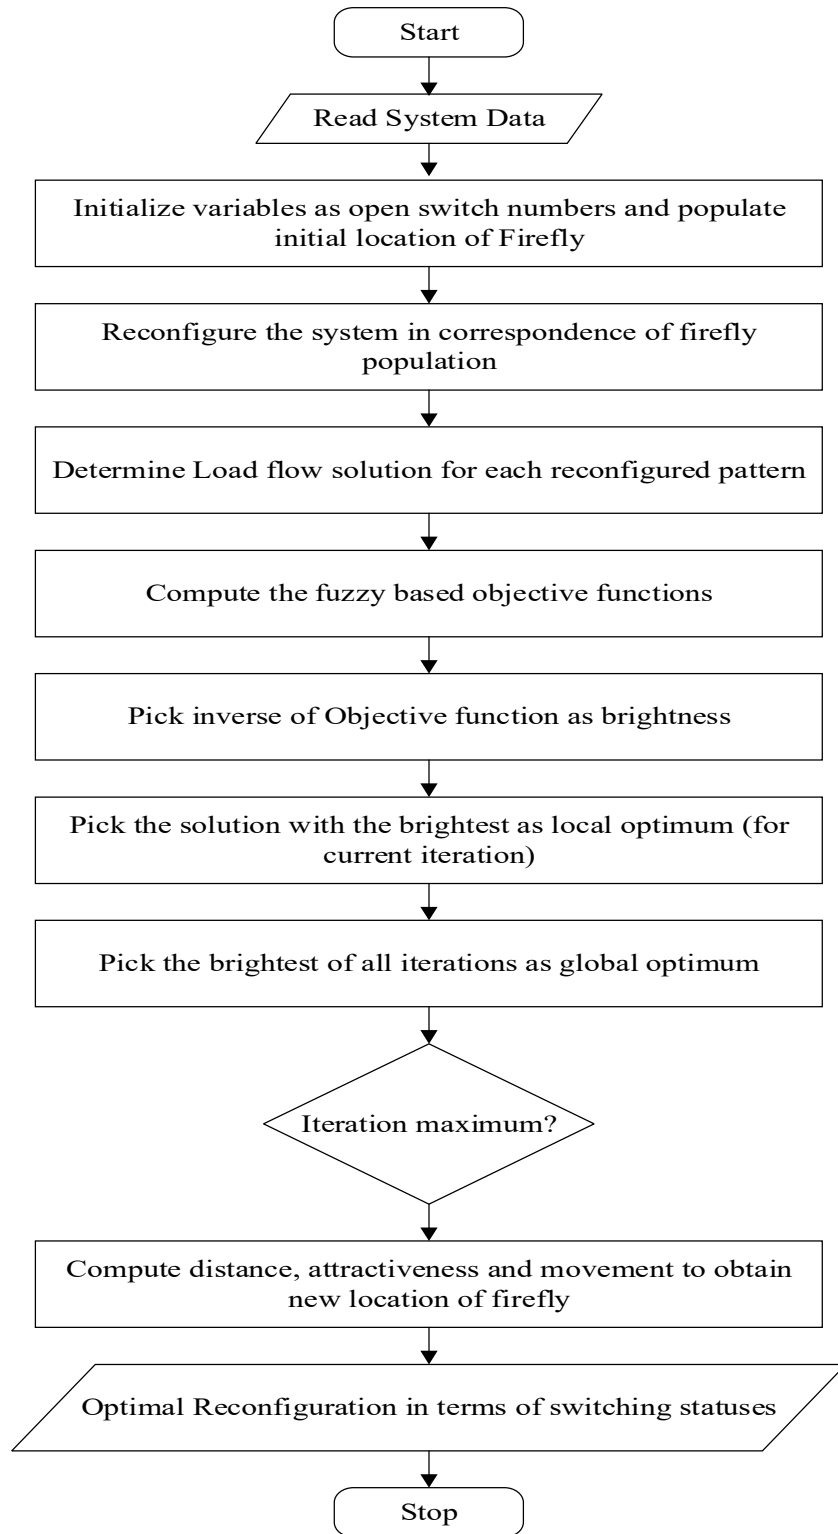 Start
Read System Data
Initialize variables as open switch numbers and populate
initial location of Firefly
Reconfigure the system in correspondence of firefly
population
Determine Load flow solution for each reconfigured pattern
Compute the fuzzy based objective functions
Pick inverse of Objective function as brightness
Pick the solution with the brightest as local optimum (for
current iteration)
Pick the brightest of all iterations as global optimum
Iteration maximum?
Compute distance, attractiveness and movement to obtain
new location of firefly
Optimal Reconfiguration in terms of switching statuses
Stop